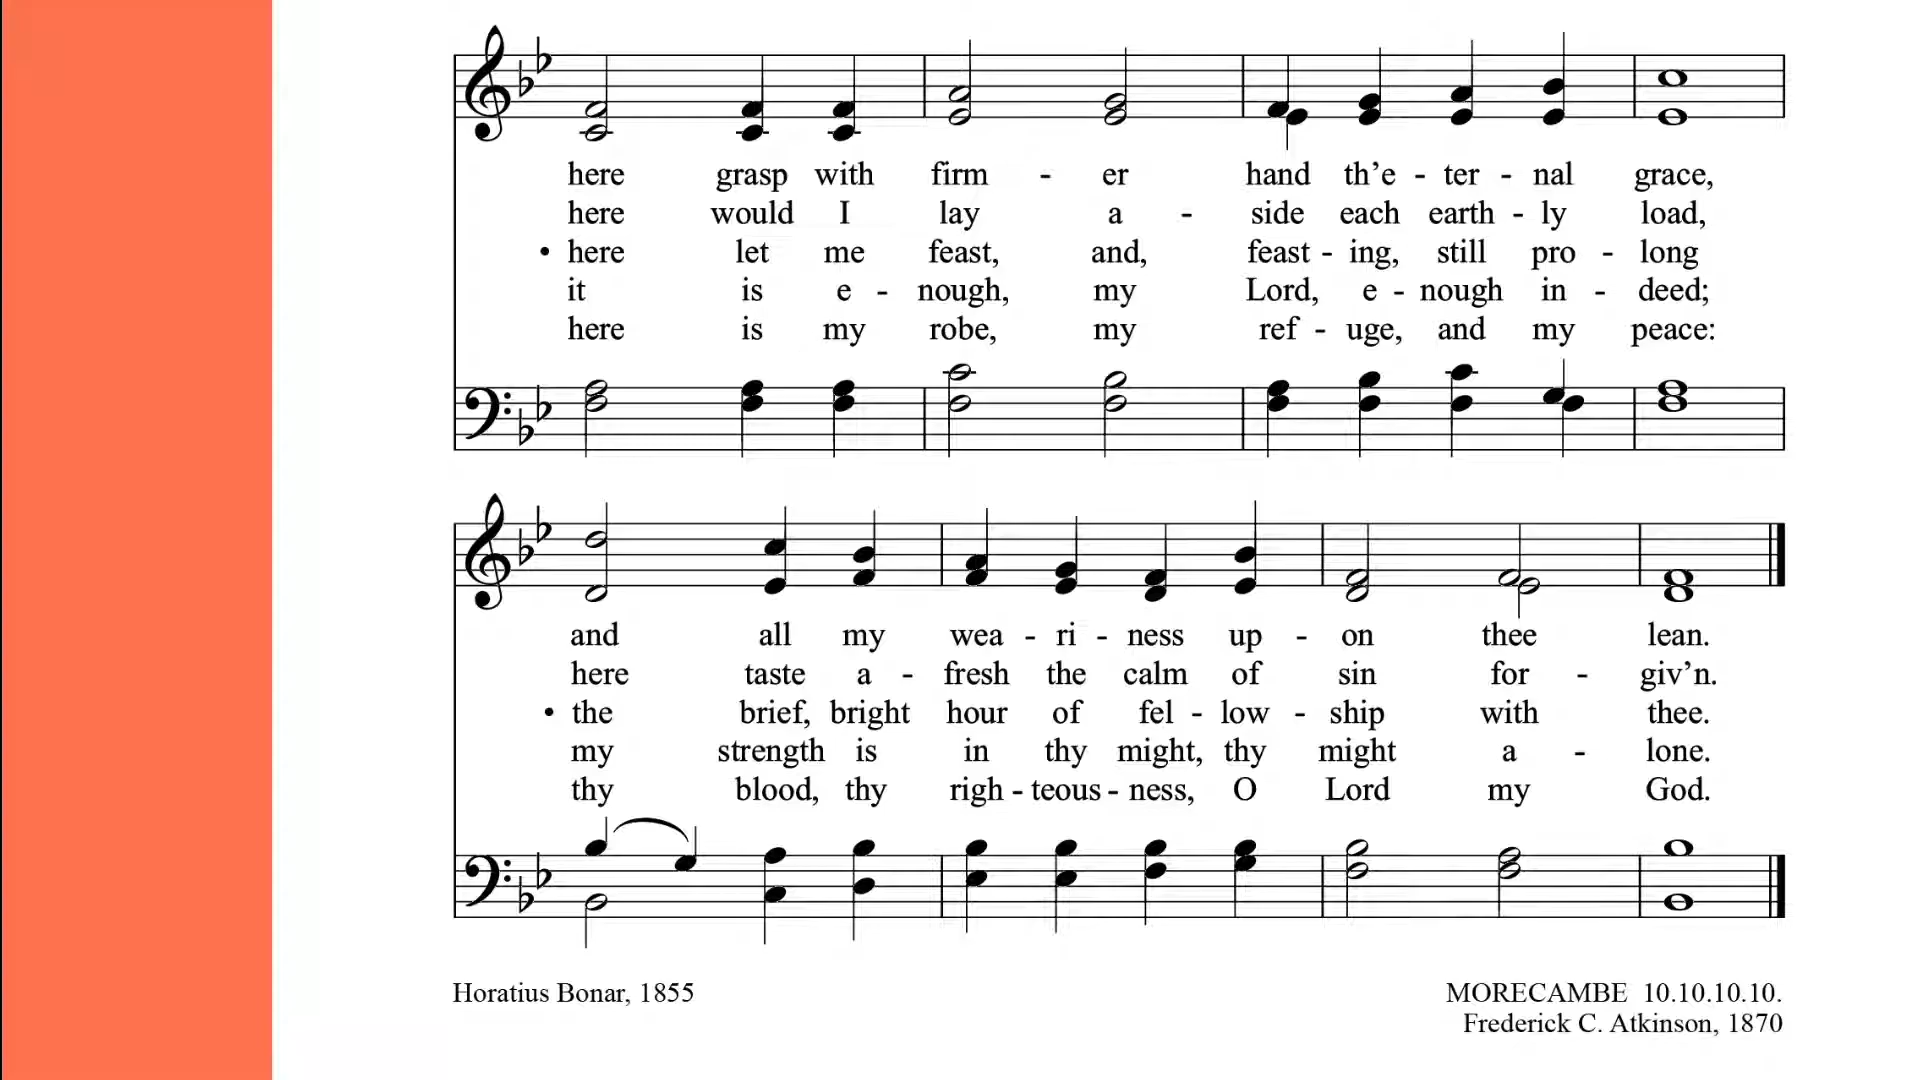 here grasp with firm - er hand th’e - ter - nal grace,
here would I lay a - side each earth - ly load,
• here let me feast, and, feast - ing, still pro - long
it is e - nough, my Lord, e - nough in - deed;
here is my robe, my ref - uge, and my peace:
and all my wea - ri - ness up - on thee lean.
here taste a - fresh the calm of sin for - giv’n.
• the brief, bright hour of fel - low - ship with thee.
my strength is in thy might, thy might a - lone.
thy blood, thy righ - teous - ness, O Lord my God.
Horatius Bonar, 1855
MORECAMBE 10.10.10.10.
Frederick C. Atkinson, 1870